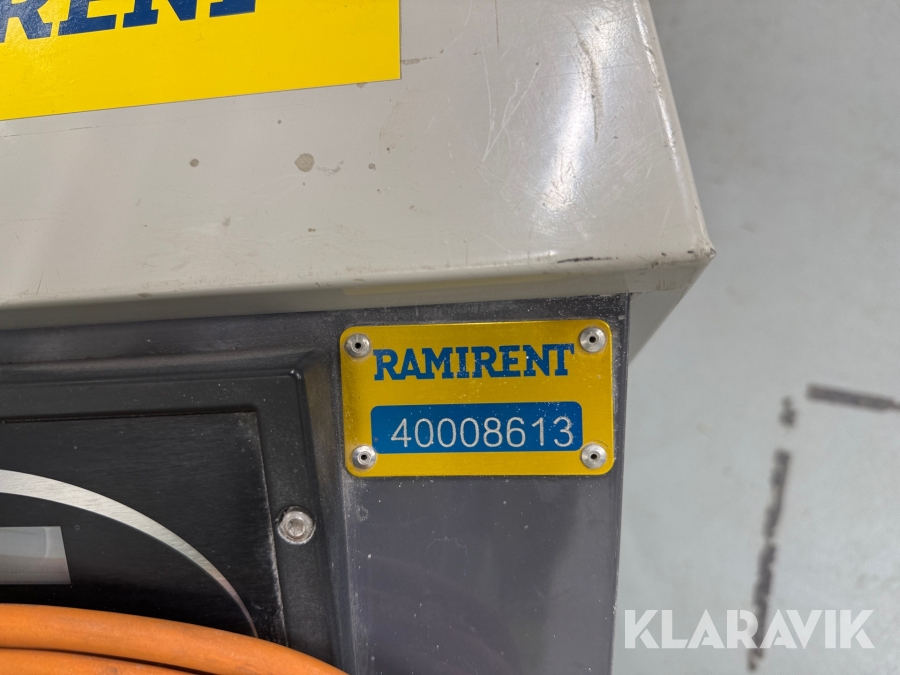 RENT
RAMIRENT
40008613
KLARAVIK